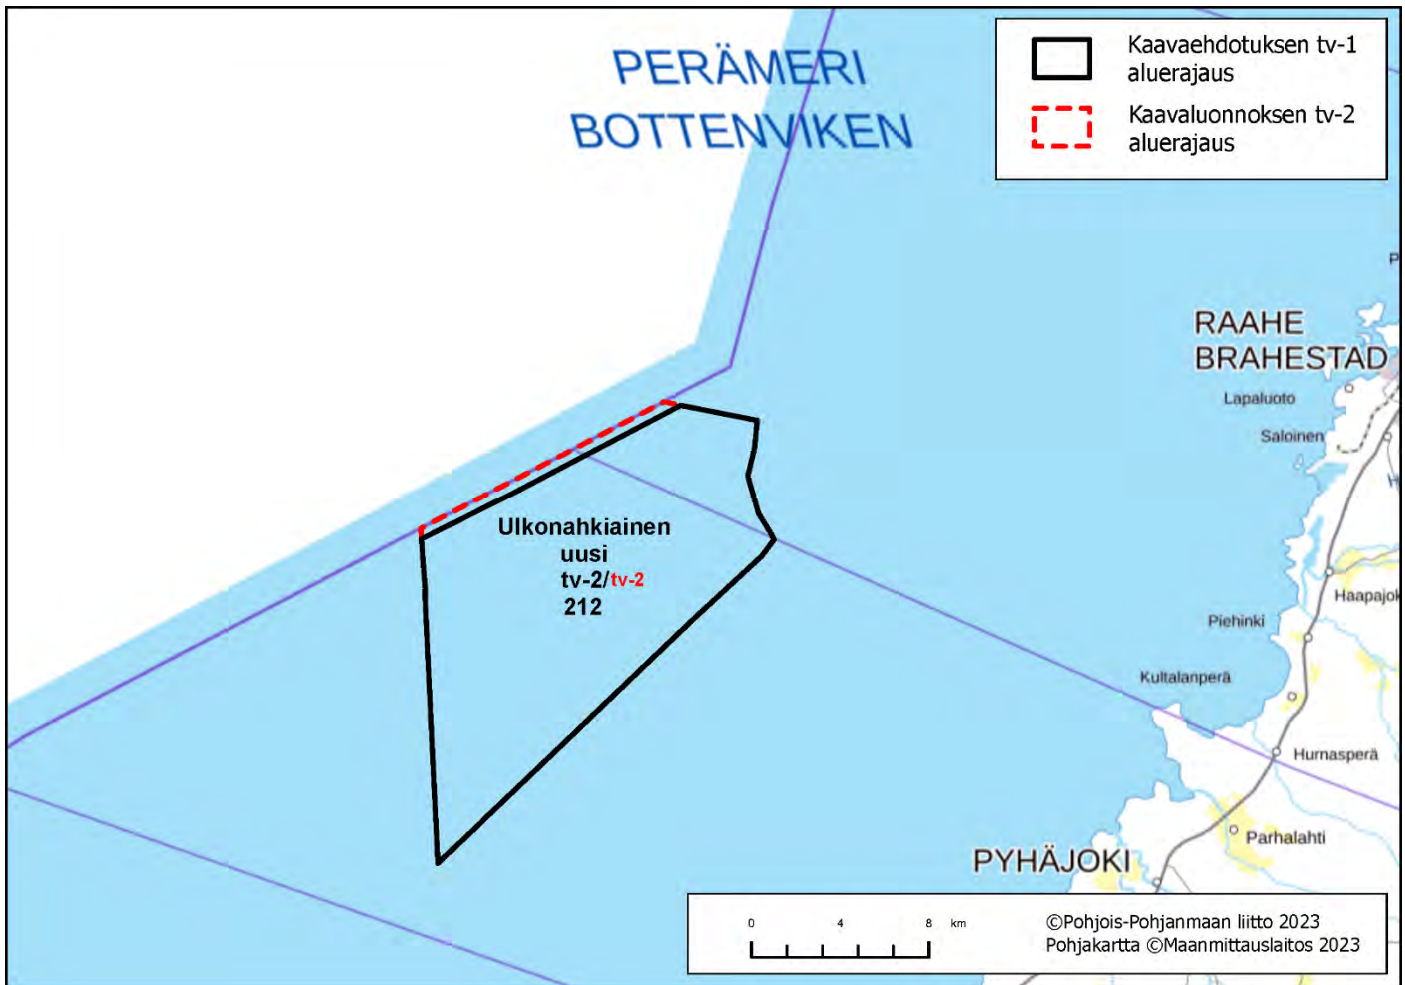 PERÄMERI
BOTTENVIKEN
Kaavaehdotuksen tv-1
aluerajaus
Kaavaluonnoksen tv-2
aluerajaus
P
RAAHE
BRAHESTAD
Lapaluoto
Saloinen
H
Ulkonahkiainen
uusi
tv-2/tv-2
212
Haapajok
Piehinki
Kultalanperä
Hurnasperä
Parhalahti
PYHÄJOKI
0 4 8 km
©Pohjois-Pohjanmaan liitto 2023
Pohjakartta ©Maanmittauslaitos 2023